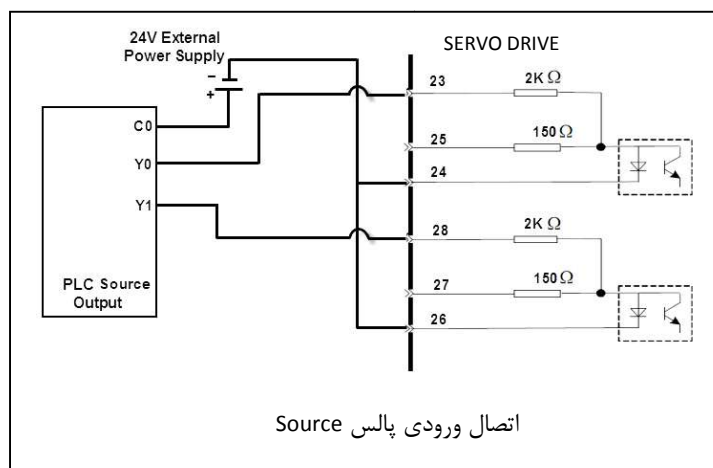 24V External
Power Supply
SERVO DRIVE
-
+
C0
Y0
Y1
PLC Source
Output
23
2K Ω
25
150 Ω
24
28
2K Ω
27
150 Ω
26
اتصال ورودی پالس Source